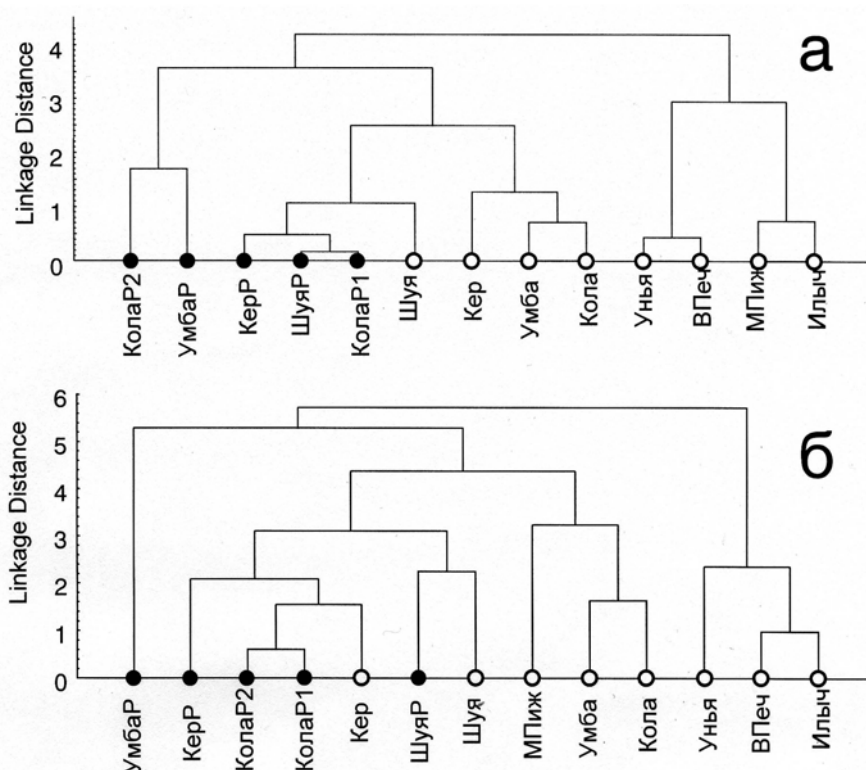 а
Linkage Distance
4
3
2
1
0
КолаР2
УмбаР
КерР
ШуяР
КолаР1
Шуя
Кер
Умба
Кола
Унья
ВПеч
МПиж
Илыч
б
Linkage Distance
6
5
4
3
2
1
0
УмбаР
КерР
КолаР2
КолаР1
Кер
ШуяР
Шуя
МПиж
Умба
Кола
Унья
ВПеч
Илыч